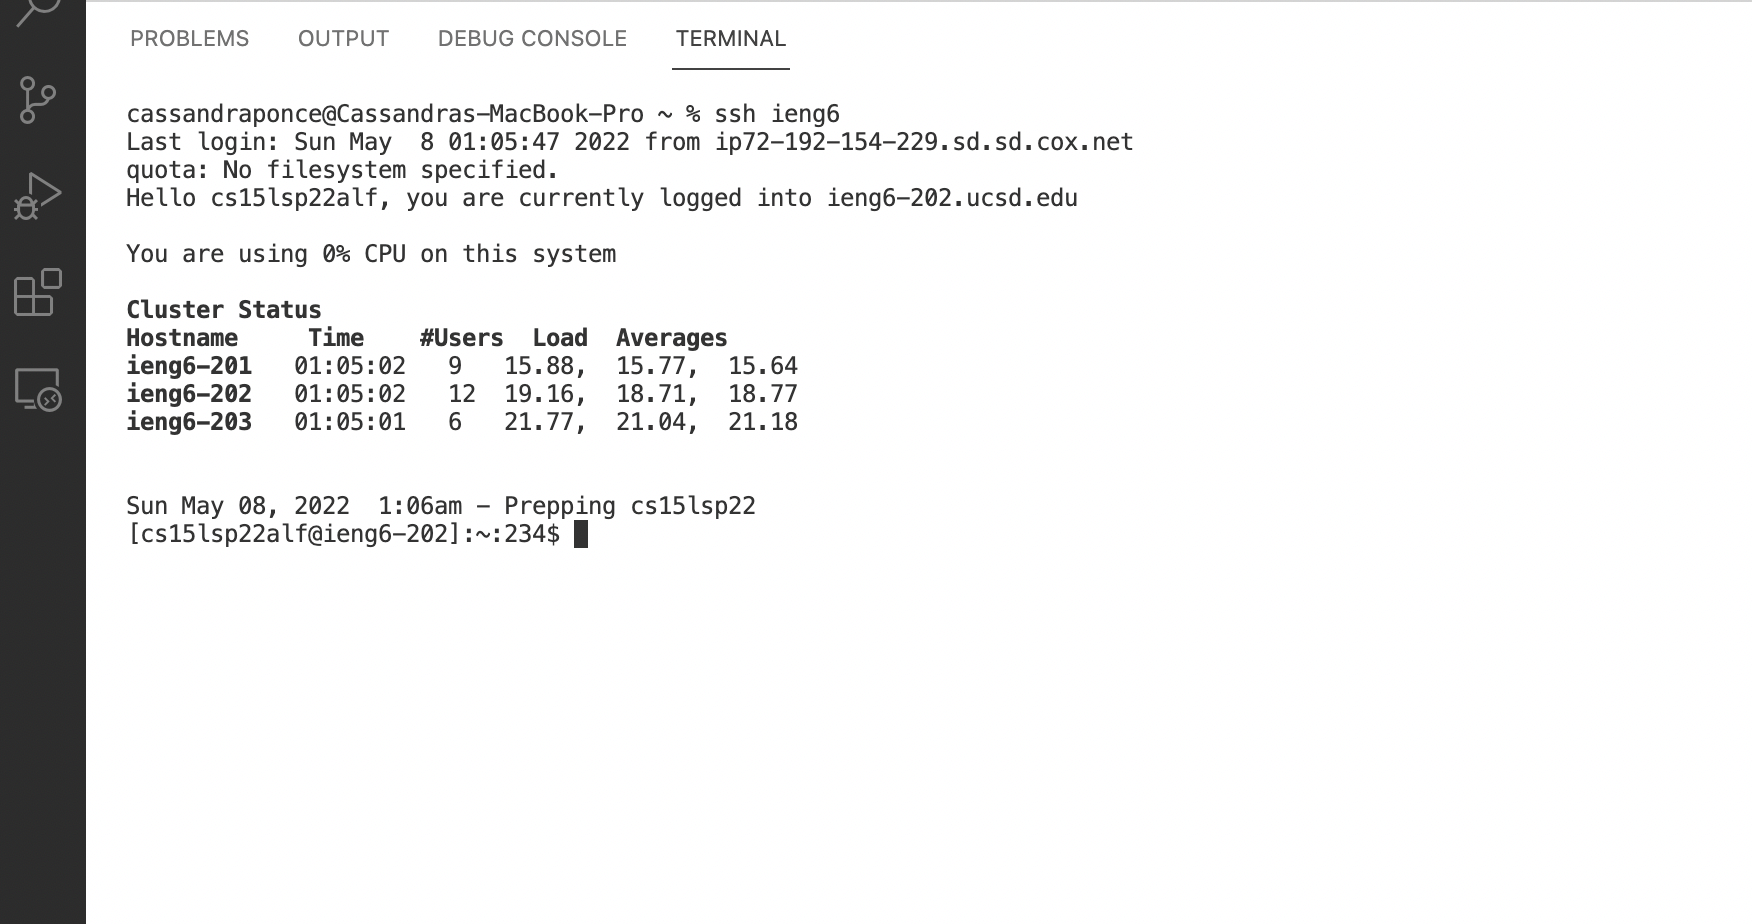 PROBLEMS OUTPUT DEBUG CONSOLE TERMINAL
cassandraponce@Cassandras-MacBook-Pro ~ % ssh ieng6
Last login: Sun May  8 01:05:47 2022 from ip72-192-154-229.sd.sd.cox.net
quota: No filesystem specified.
Hello cs15lsp22alf, you are currently logged into ieng6-202.ucsd.edu
You are using 0% CPU on this system
Cluster Status
Hostname     Time    #Users  Load  Averages
ieng6-201   01:05:02   9   15.88,  15.77,  15.64
ieng6-202   01:05:02   12  19.16,  18.71,  18.77
ieng6-203   01:05:01   6   21.77,  21.04,  21.18
Sun May 08, 2022  1:06am - Prepping cs15lsp22
[cs15lsp22alf@ieng6-202]:~:234$